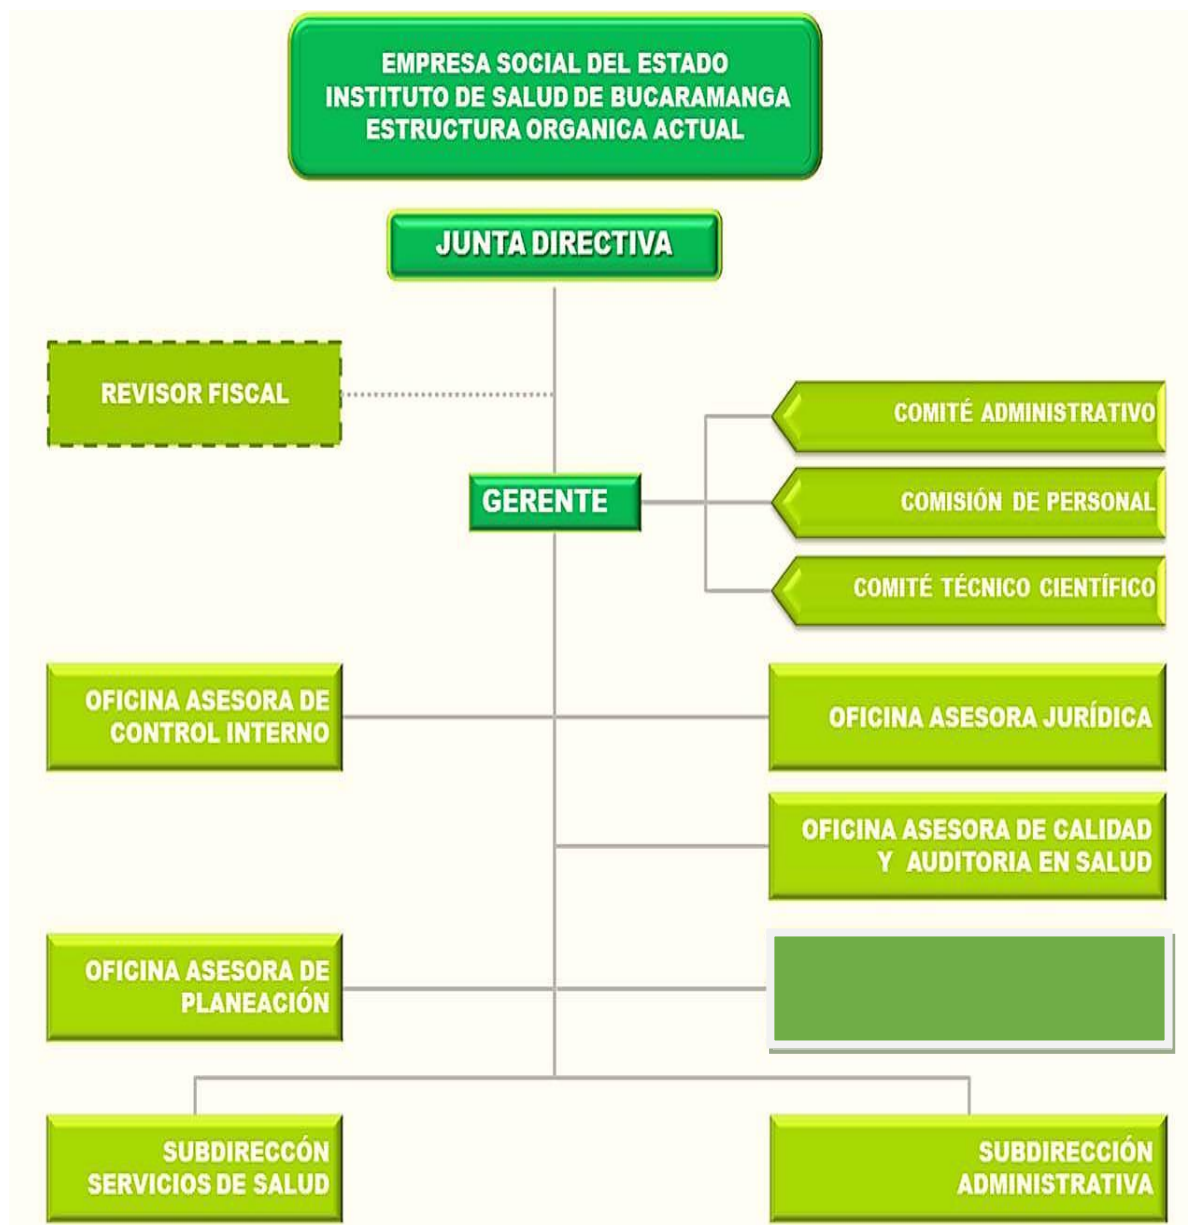 EMPRESA SOCIAL DEL ESTADO
INSTITUTO DE SALUD DE BUCARAMANGA
ESTRUCTURA ORGANICA ACTUAL
JUNTA DIRECTIVA
REVISOR FISCAL
COMITÉ ADMINISTRATIVO
GERENTE
COMISIÓN DE PERSONAL
COMITÉ TÉCNICO CIENTÍFICO
OFICINA ASESORA DE
CONTROL INTERNO
OFICINA ASESORA JURÍDICA
OFICINA ASESORA DE CALIDAD
Y AUDITORIA EN SALUD
OFICINA ASESORA DE
PLANEACIÓN
SUBDIRECCÓN
SERVICIOS DE SALUD
SUBDIRECCIÓN
ADMINISTRATIVA